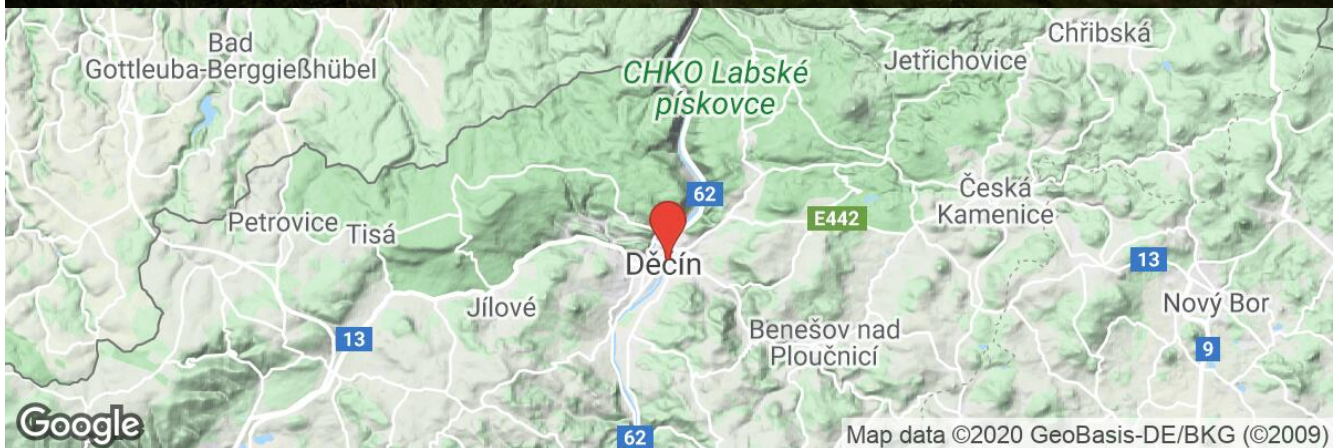 Bad
Gottleuba-Berggießhübel
CHKO Labské
pískovce
Chřibská
Jetřichovice
62
Petrovice
Tisá
E442
Česká
Kamenice
Děčín
13
Jílové
Nový Bor
13
Benešov nad
Ploučnicí
9
Google
62
Map data ©2020 GeoBasis-DE/BKG (©2009)